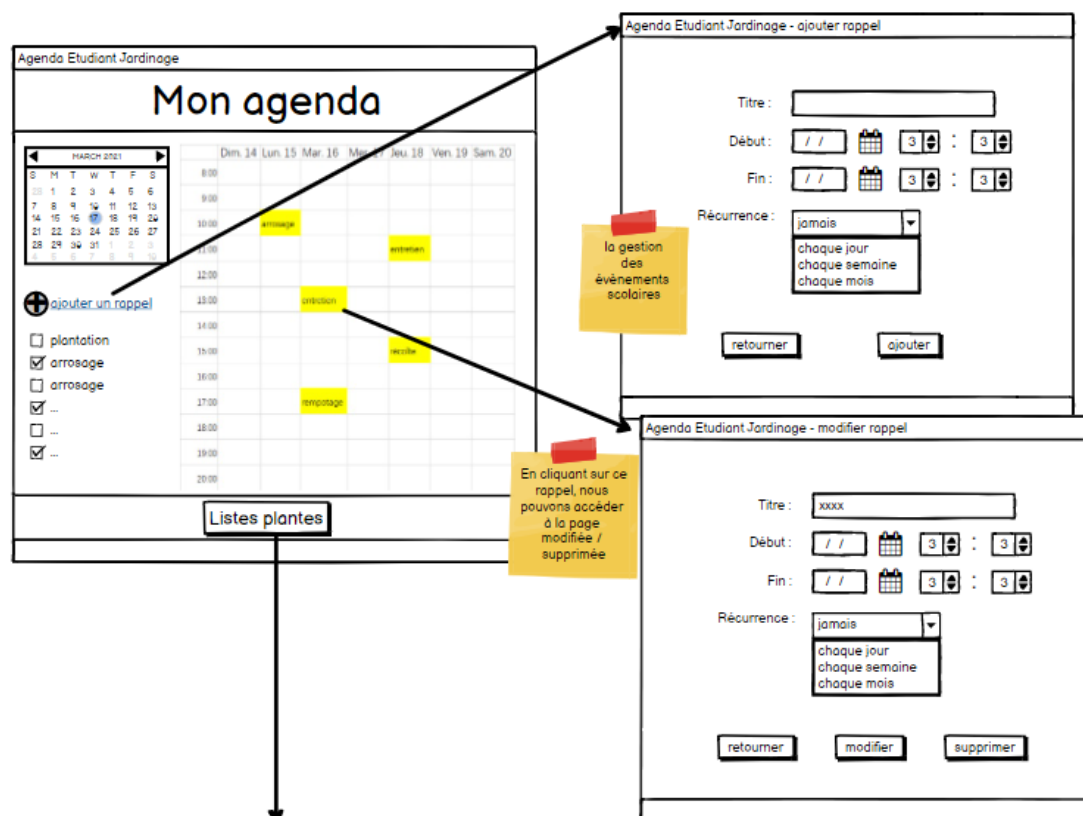 Agenda Etudiant Jardinage
Mon agenda
MARCH 2021
S M T W T F S
28 1 2 3 4 5 6
7 8 9 10 11 12 13
14 15 16 17 18 19 20
21 22 23 24 25 26 27
28 29 30 31 1 2 3
4 5 6 7 8 9 10
ajouter un rappel
plantation
arrosage
arrosage
...
...
...
Dim. 14 Lun. 15 Mar. 16 Mer. 17 Jeu. 18 Ven. 19 Sam. 20
8:00
9:00
10:00 arrosage
11:00 entretien
12:00
13:00 entretien
14:00
15:00 récolte
16:00
17:00 rempotage
18:00
19:00
20:00
Listes plantes
Agenda Etudiant Jardinage - ajouter rappel
Titre :
Début : / / 3 : 3
Fin : / / 3 : 3
Récurrence : jamais
chaque jour
chaque semaine
chaque mois
retourner ajouter
la gestion
des
évènements
scolaires
En cliquant sur ce
rappel, nous
pouvons accéder
à la page
modifiée /
supprimée
Agenda Etudiant Jardinage - modifier rappel
Titre : xxxx
Début : / / 3 : 3
Fin : / / 3 : 3
Récurrence : jamais
chaque jour
chaque semaine
chaque mois
retourner modifier supprimer